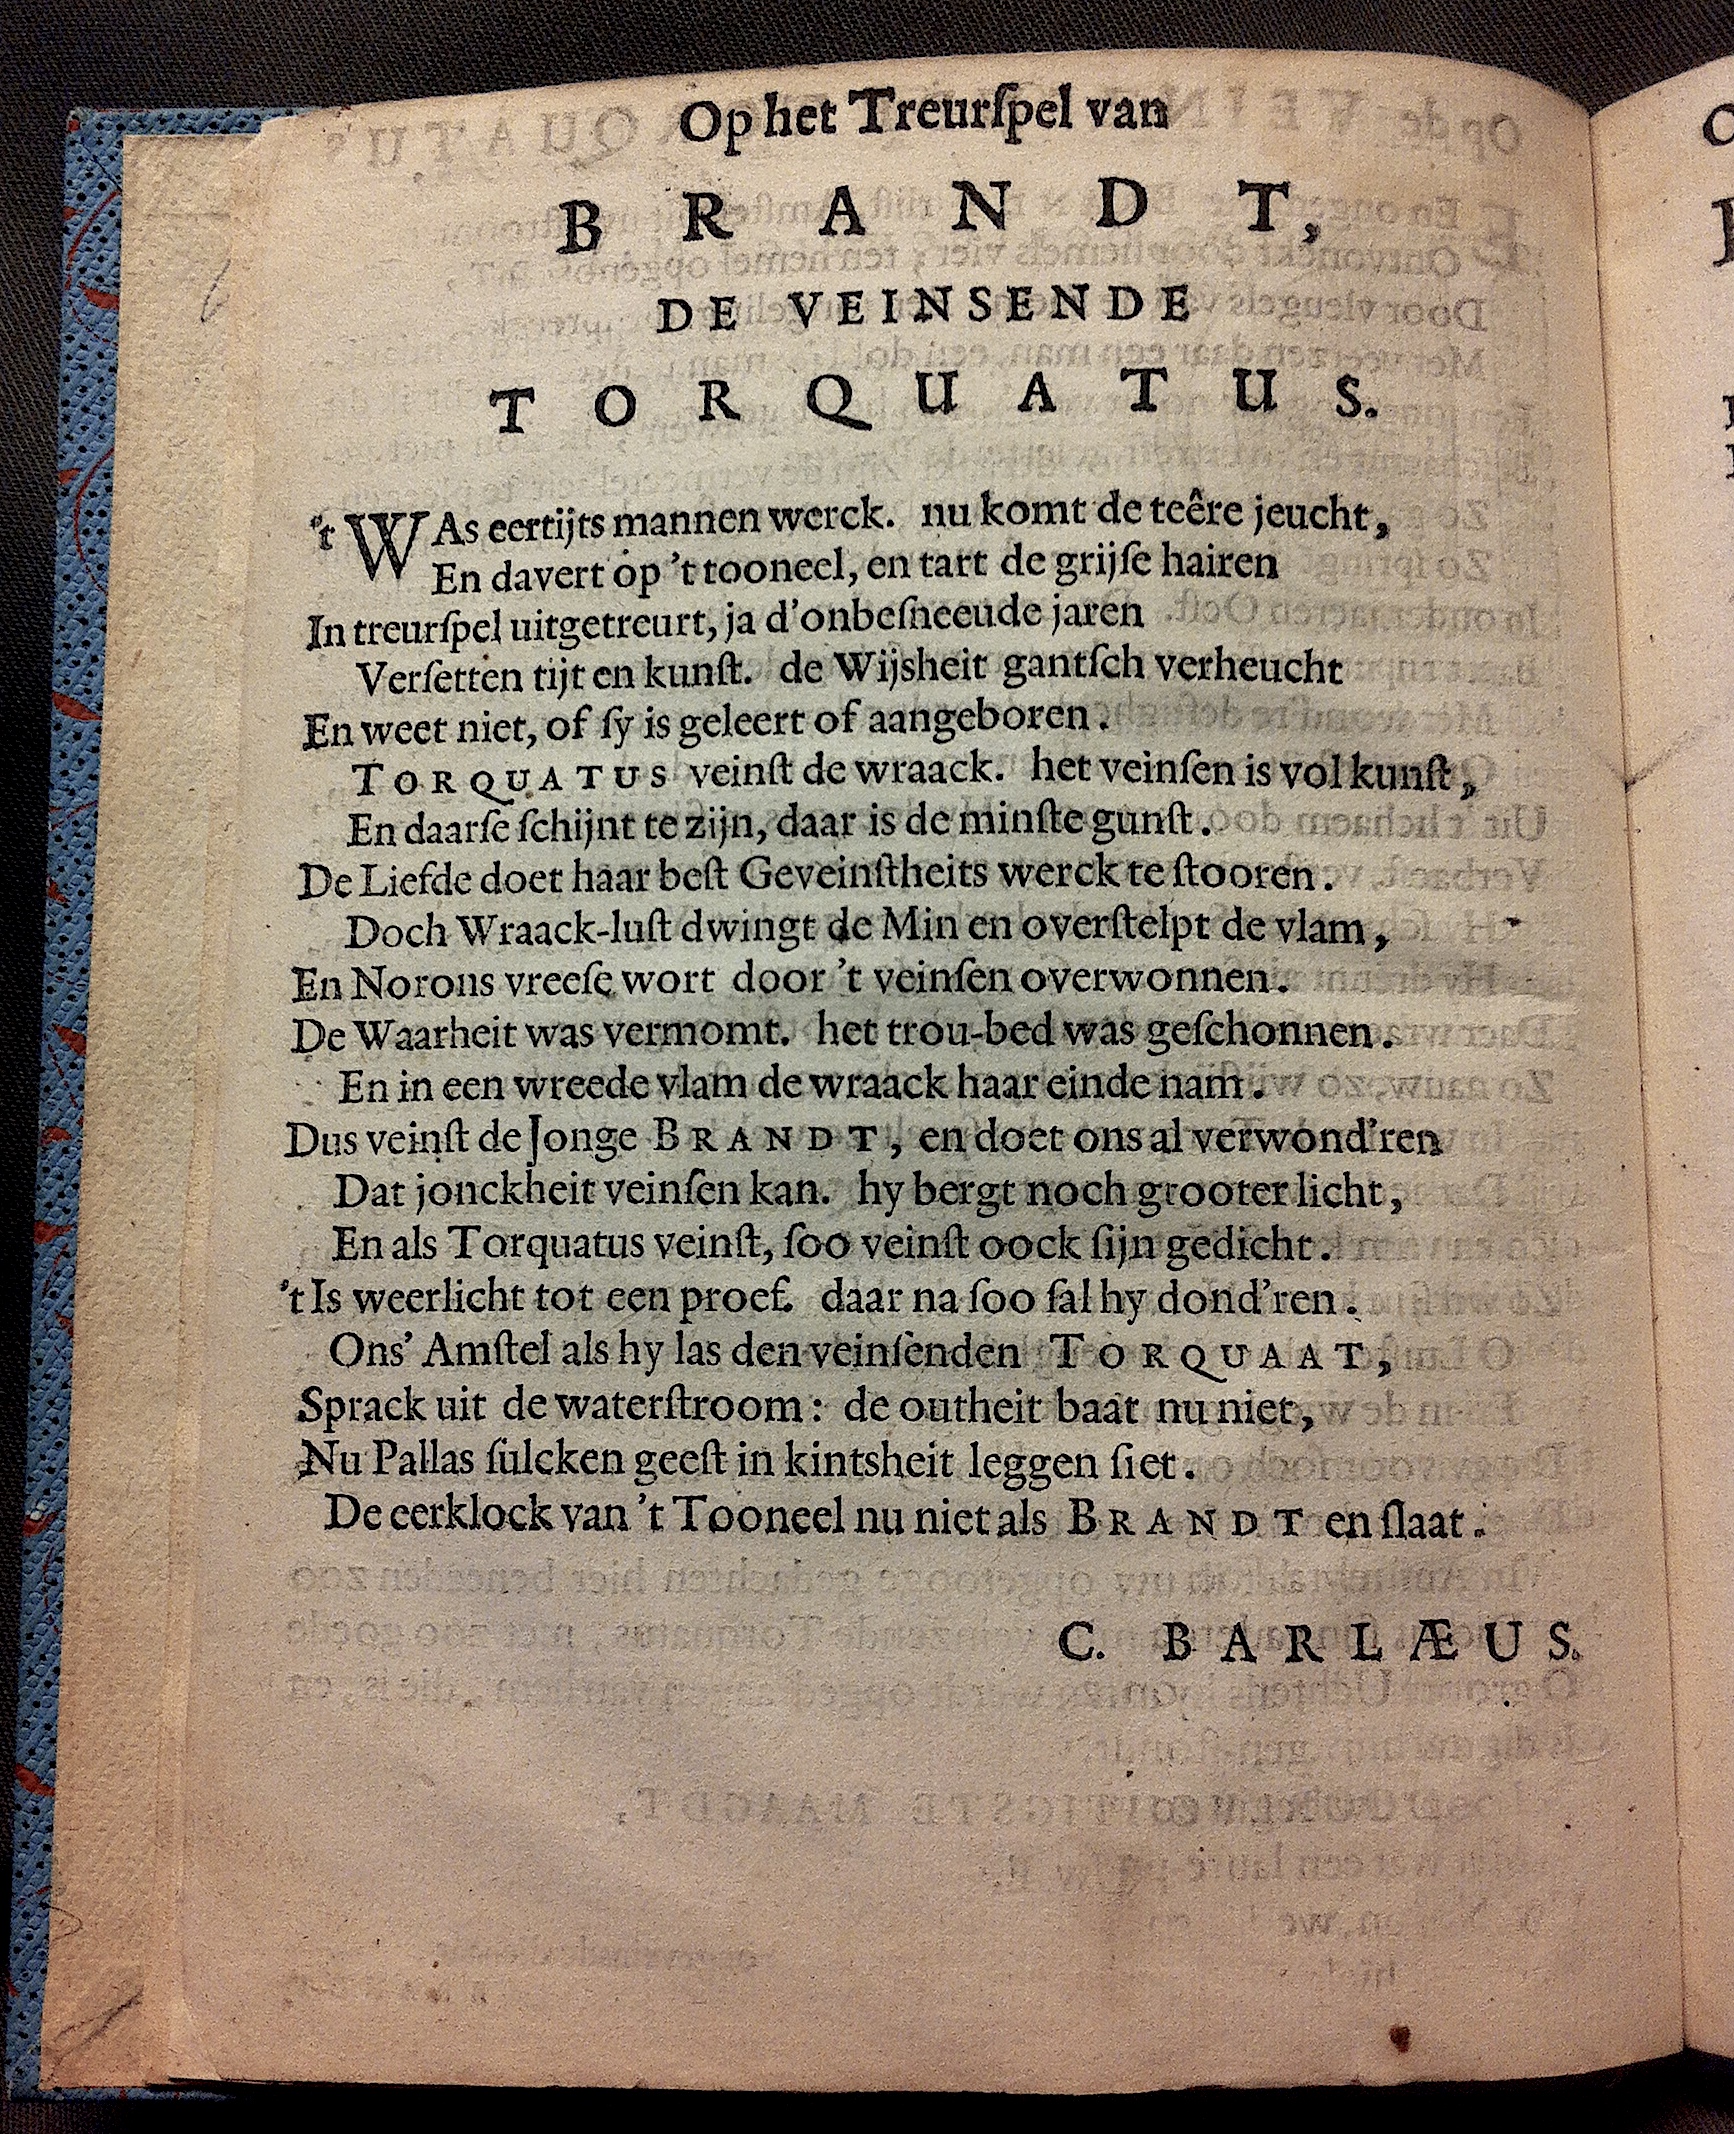 Op het Treurſpel van
BRANDT,
DE VEINSENDE
TORQUATUS.
't WAs eertijts mannen werck. nu komt de teêre jeucht,
En davert op 't tooneel, en tart de grijſe hairen
In treurſpel uitgetreurt, ja d'onbeſneeude jaren
Verſetten tijt en kunſt. de Wijsheit gantſch verheucht
En weet niet, of ſy is geleert of aangeboren.
TORQUATUS veinſt de wraack. het veinſen is vol kunſt,
En daarſe ſchijnt te zijn, daar is de minſte gunſt.
De Liefde doet haar beſt Geveinſtheits werck te ſtooren.
Doch Wraack-luſt dwingt de Min en overſtelpt de vlam,
En Norons vreeſe wort door 't veinſen overwonnen.
De Waarheit was vermomt. het trou-bed was geſchonnen.
En in een wreede vlam de wraack haar einde nam.
Dus veinſt de Jonge BRANDT, en doet ons al verwond'ren
Dat jonckheit veinſen kan. hy bergt noch grooter licht,
En als Torquatus veinſt, ſoo veinſt oock ſijn gedicht.
't Is weerlicht tot een proef. daar na ſoo ſal hy dond'ren.
Ons' Amſtel als hy las den veinſenden TORQUAAT,
Sprack uit de waterſtroom: de outheit baat nu niet,
Nu Pallas ſulcken geeſt in kintsheit leggen ſiet.
De eerklock van 't Tooneel nu niet als BRANDT en ſlaat.
C. BARLÆUS.